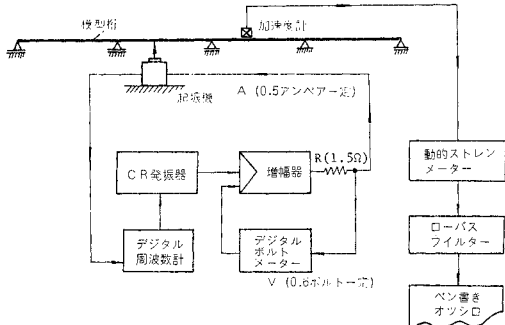 模型桁
加速度計
起振機
A (0.5アンペア一定)
R(1.5Ω)
CR発振器
増幅器
動的ストレン
メーター
デジタル
周波数計
デジタル
ボルト
メーター
V (0.6ボルト一定)
ローパス
フイルター
ペン書き
オツシロ